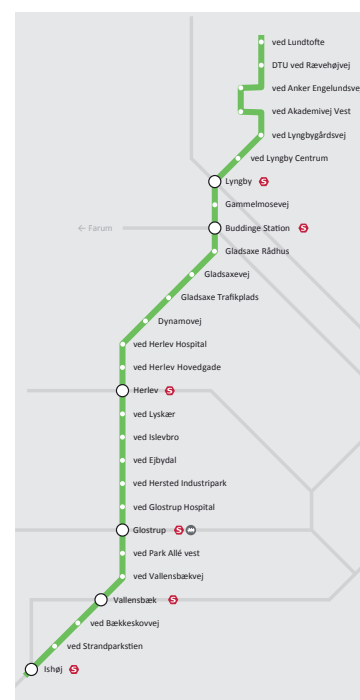 ved Lundtofte
DTU ved Rævehøjvej
ved Anker Engelundsve
ved Akademivej Vest
ved Lyngbygårdsvej
ved Lyngby Centrum
Lyngby S
Gammelmosevej
← Farum
Buddinge Station S
Gladsaxe Rådhus
Gladsaxevej
Gladsaxe Trafikplads
Dynamovej
ved Herlev Hospital
ved Herlev Hovedgade
Herlev S
ved Lyskær
ved Islevbro
ved Ejbydal
ved Hersted Industripark
ved Glostrup Hospital
Glostrup S M
ved Park Allé vest
ved Vallensbækvej
Vallensbæk S
ved Bækkeskovvej
ved Strandparkstien
Ishøj S